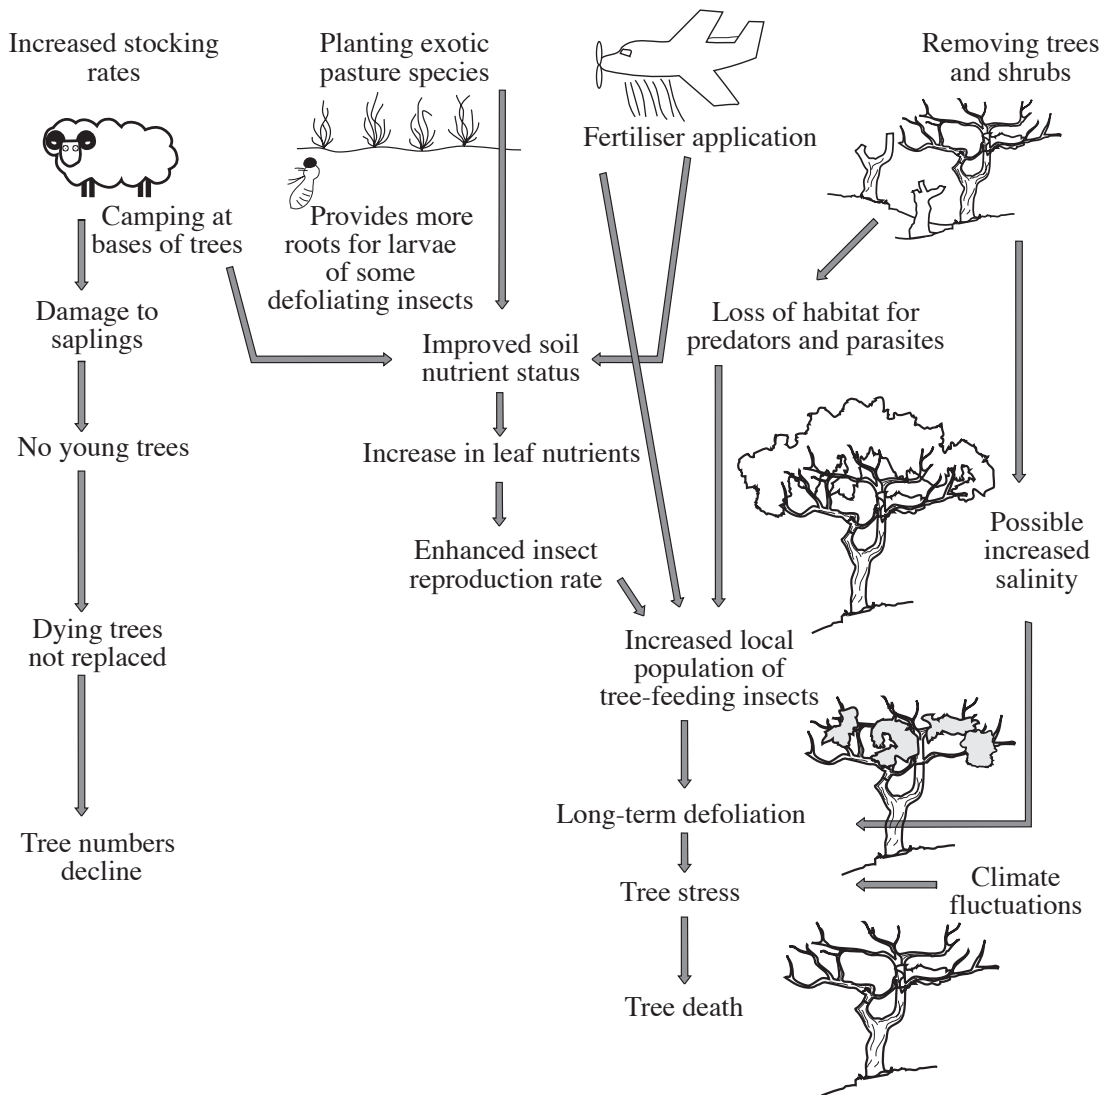 Increased stocking
rates
Planting exotic
pasture species
Fertiliser application
Removing trees
and shrubs
Camping at
bases of trees
Provides more
roots for larvae
of some
defoliating insects
Damage to
saplings
Improved soil
nutrient status
Loss of habitat for
predators and parasites
No young trees
Increase in leaf nutrients
Possible
increased
salinity
Enhanced insect
reproduction rate
Dying trees
not replaced
Increased local
population of
tree-feeding insects
Long-term defoliation
Tree numbers
decline
Tree stress
Climate
fluctuations
Tree death